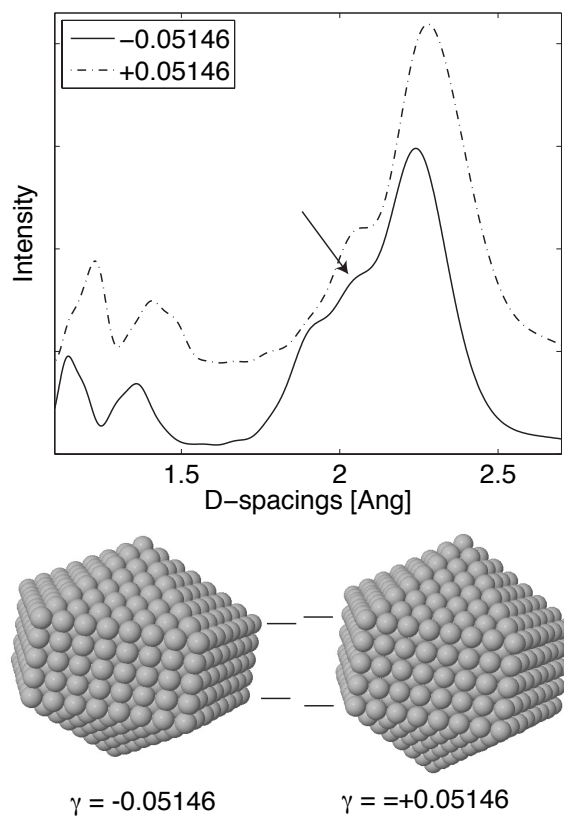 −0.05146
+0.05146
Intensity
1.5
2
2.5
D−spacings [Ang]
γ = -0.05146
γ = =+0.05146